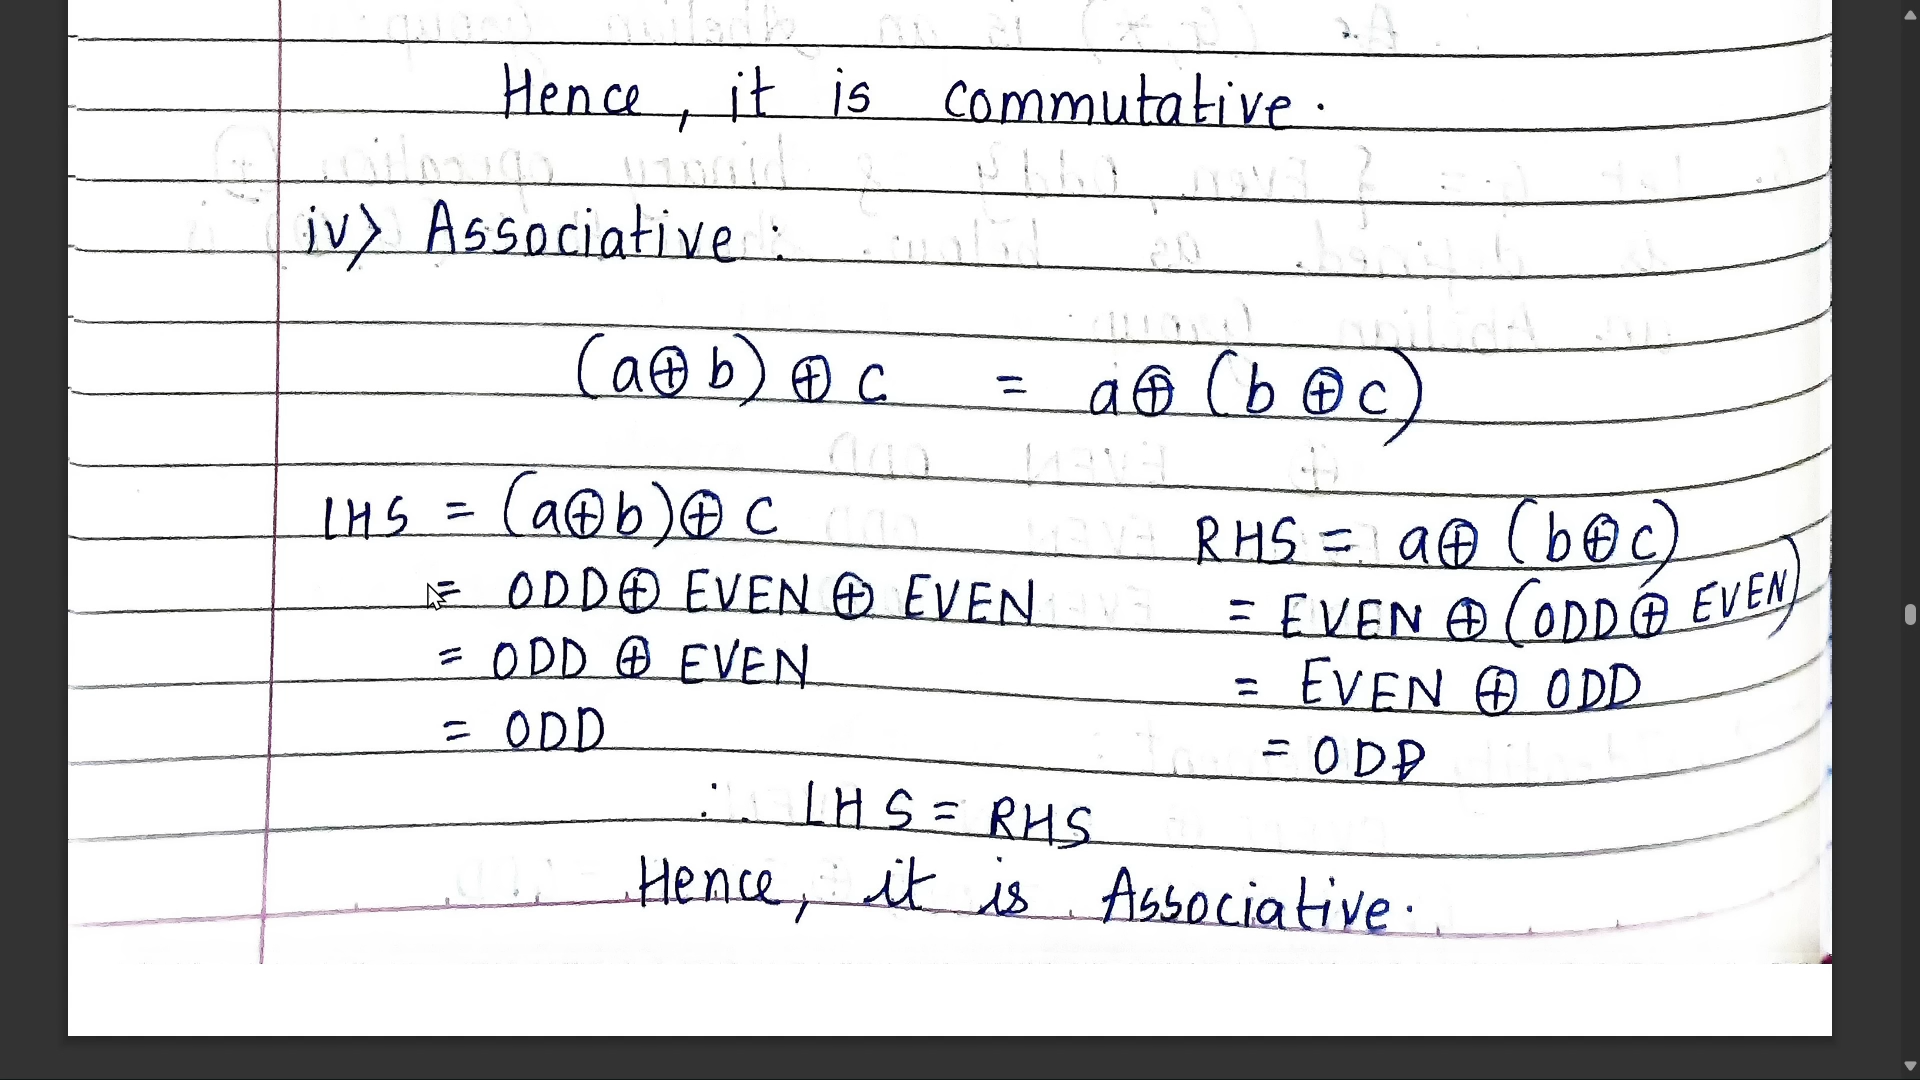 Hence, it is commutative.
iv> Associative:
(a⊕b)⊕c = a⊕(b⊕c)
LHS = (a⊕b)⊕c RHS = a⊕(b⊕c)
= ODD⊕EVEN⊕EVEN = EVEN⊕(ODD⊕EVEN)
= ODD⊕EVEN = EVEN⊕ODD
= ODD = ODD
∴ LHS = RHS
Hence, it is Associative.